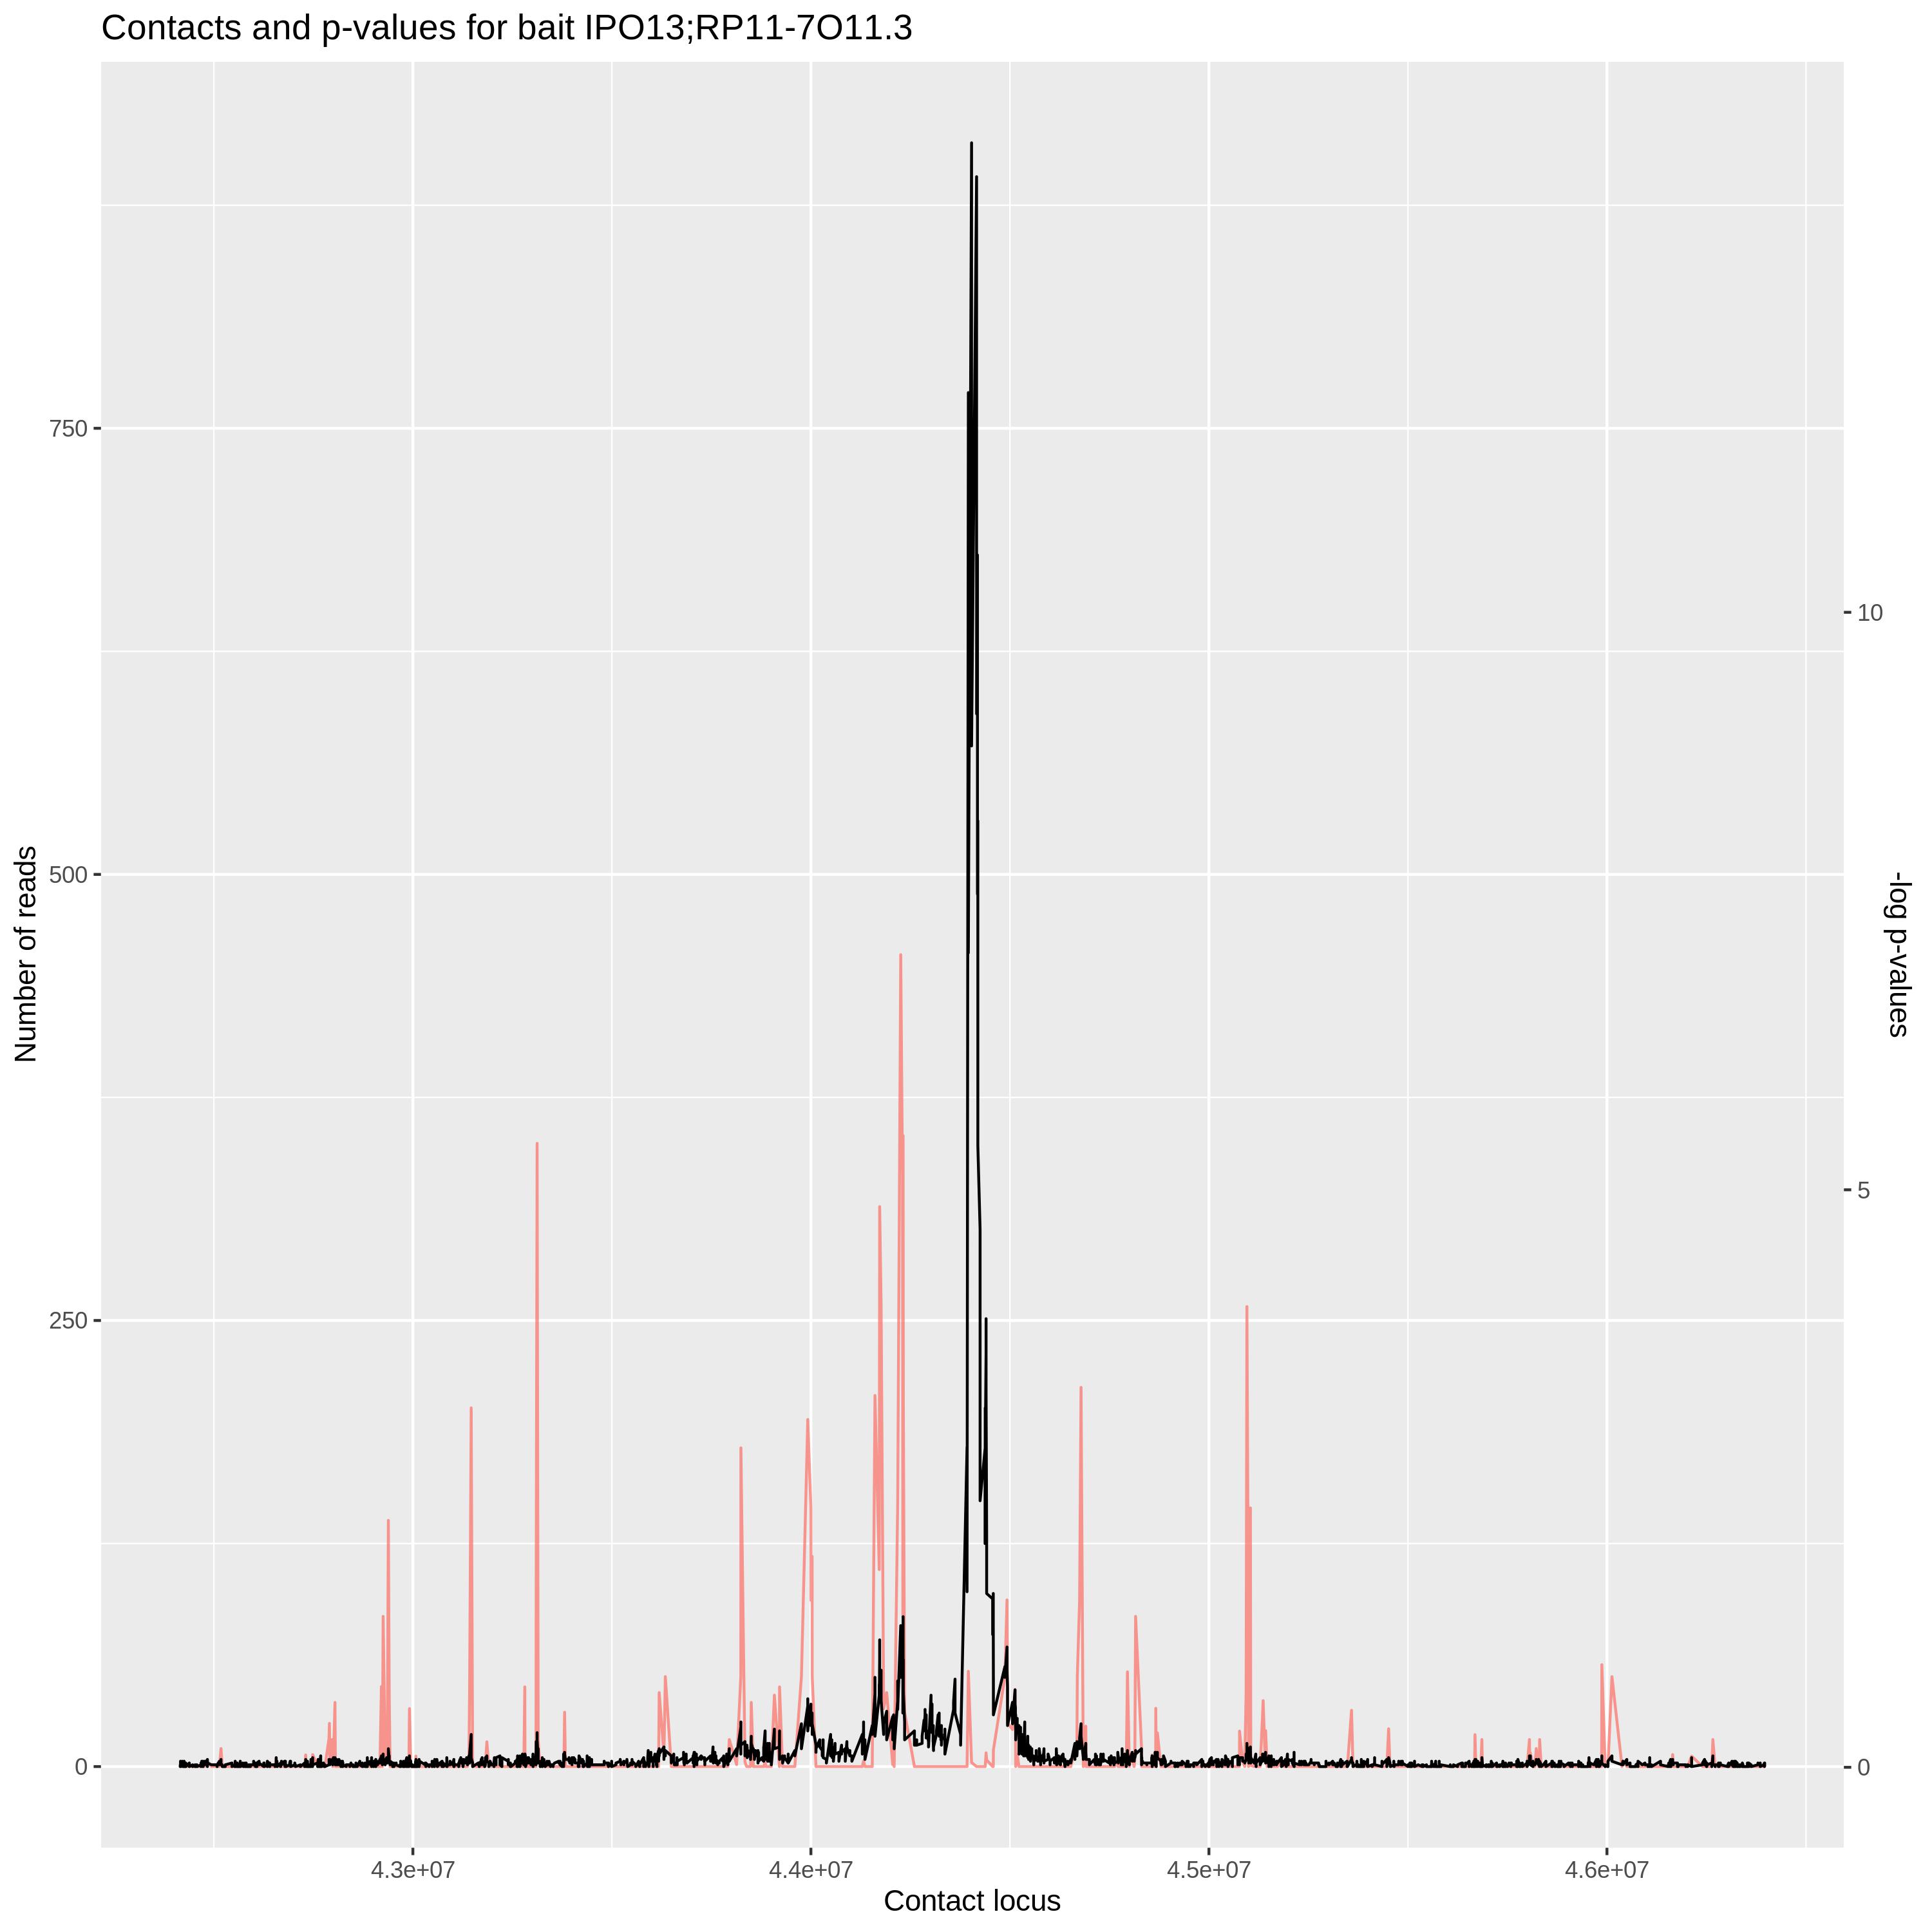 Contacts and p-values for bait IPO13;RP11-7O11.3
750
500
250
0
Number of reads
10
5
0
-log p-values
4.3e+07
4.4e+07
4.5e+07
4.6e+07
Contact locus